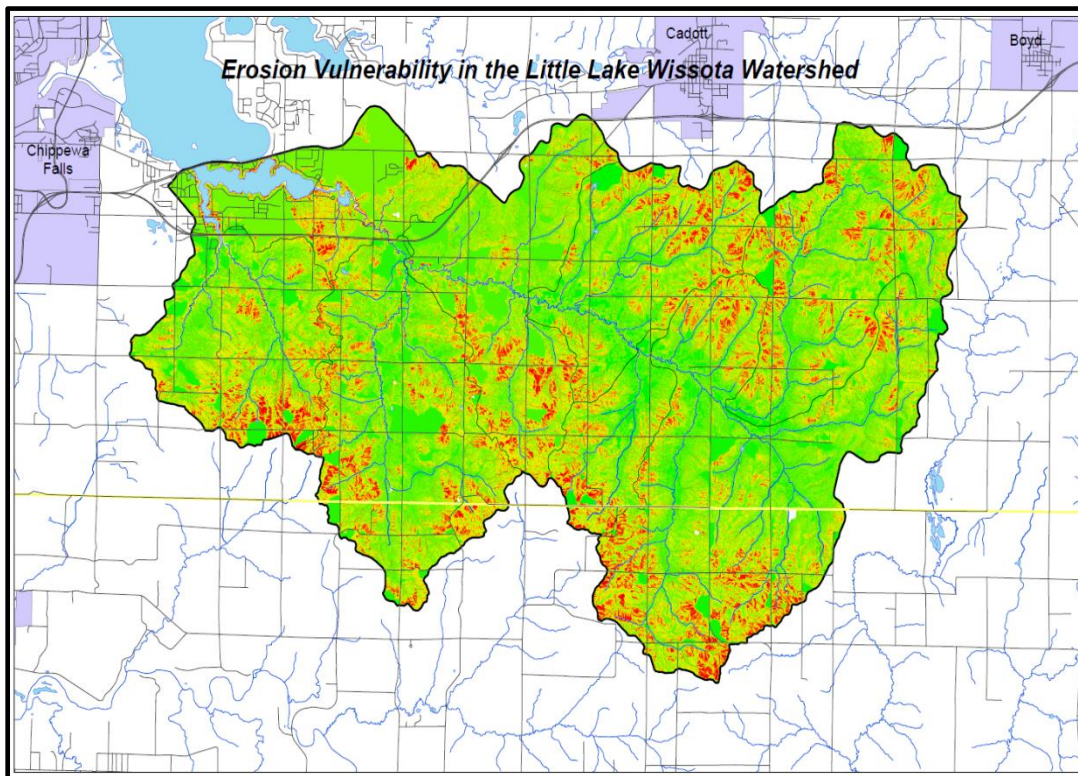 Cadott
Boyd
Erosion Vulnerability in the Little Lake Wissota Watershed
Chippewa
Falls